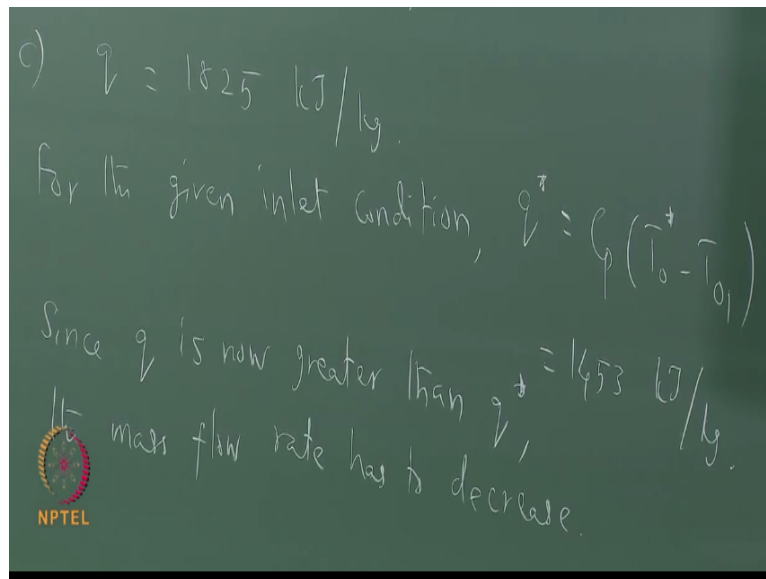 c) q = 1825 kJ/kg.
For the given inlet condition, q* = Cp (T0* - T01)
= 1453 kJ/kg.
Since q is now greater than q*,
the mass flow rate has to decrease.
NPTEL